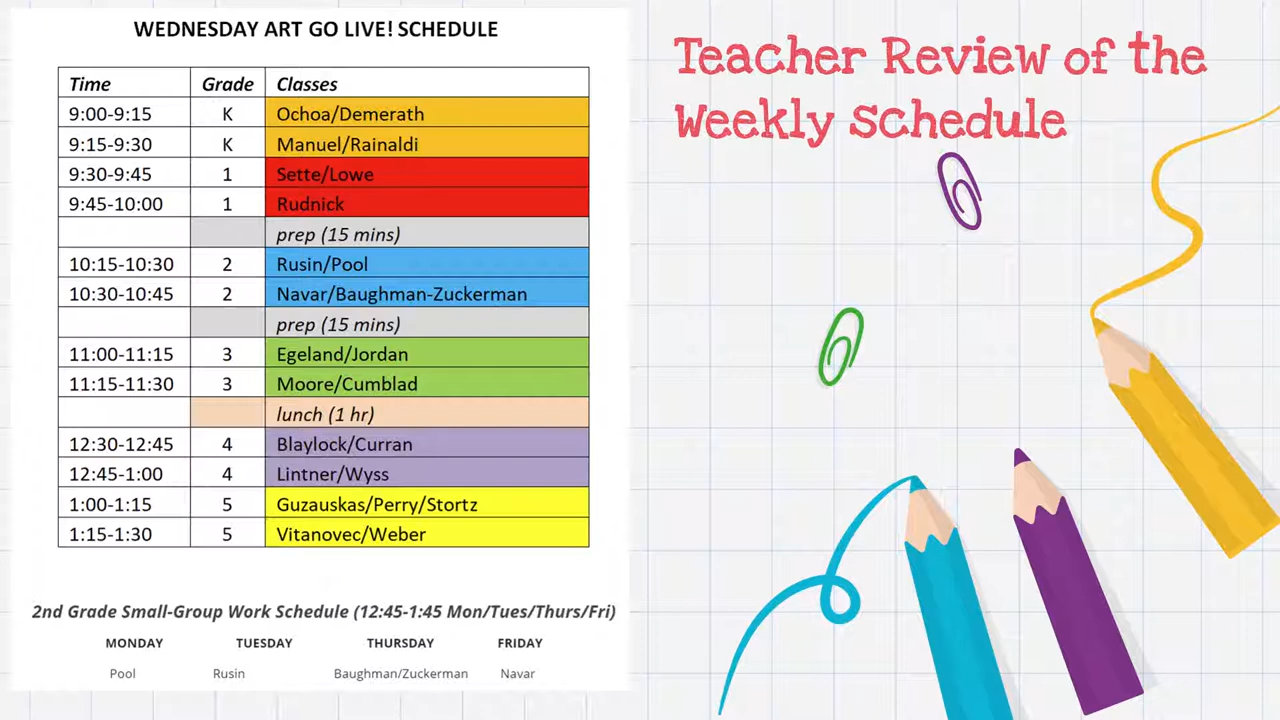 WEDNESDAY ART GO LIVE! SCHEDULE
Time Grade Classes
9:00-9:15 K Ochoa/Demerath
9:15-9:30 K Manuel/Rainaldi
9:30-9:45 1 Sette/Lowe
9:45-10:00 1 Rudnick
prep (15 mins)
10:15-10:30 2 Rusin/Pool
10:30-10:45 2 Navar/Baughman-Zuckerman
prep (15 mins)
11:00-11:15 3 Egeland/Jordan
11:15-11:30 3 Moore/Cumblad
lunch (1 hr)
12:30-12:45 4 Blaylock/Curran
12:45-1:00 4 Lintner/Wyss
1:00-1:15 5 Guzauskas/Perry/Stortz
1:15-1:30 5 Vitanovec/Weber
2nd Grade Small-Group Work Schedule (12:45-1:45 Mon/Tues/Thurs/Fri)
MONDAY TUESDAY THURSDAY FRIDAY
Pool Rusin Baughman/Zuckerman Navar
Teacher Review of the
Weekly Schedule